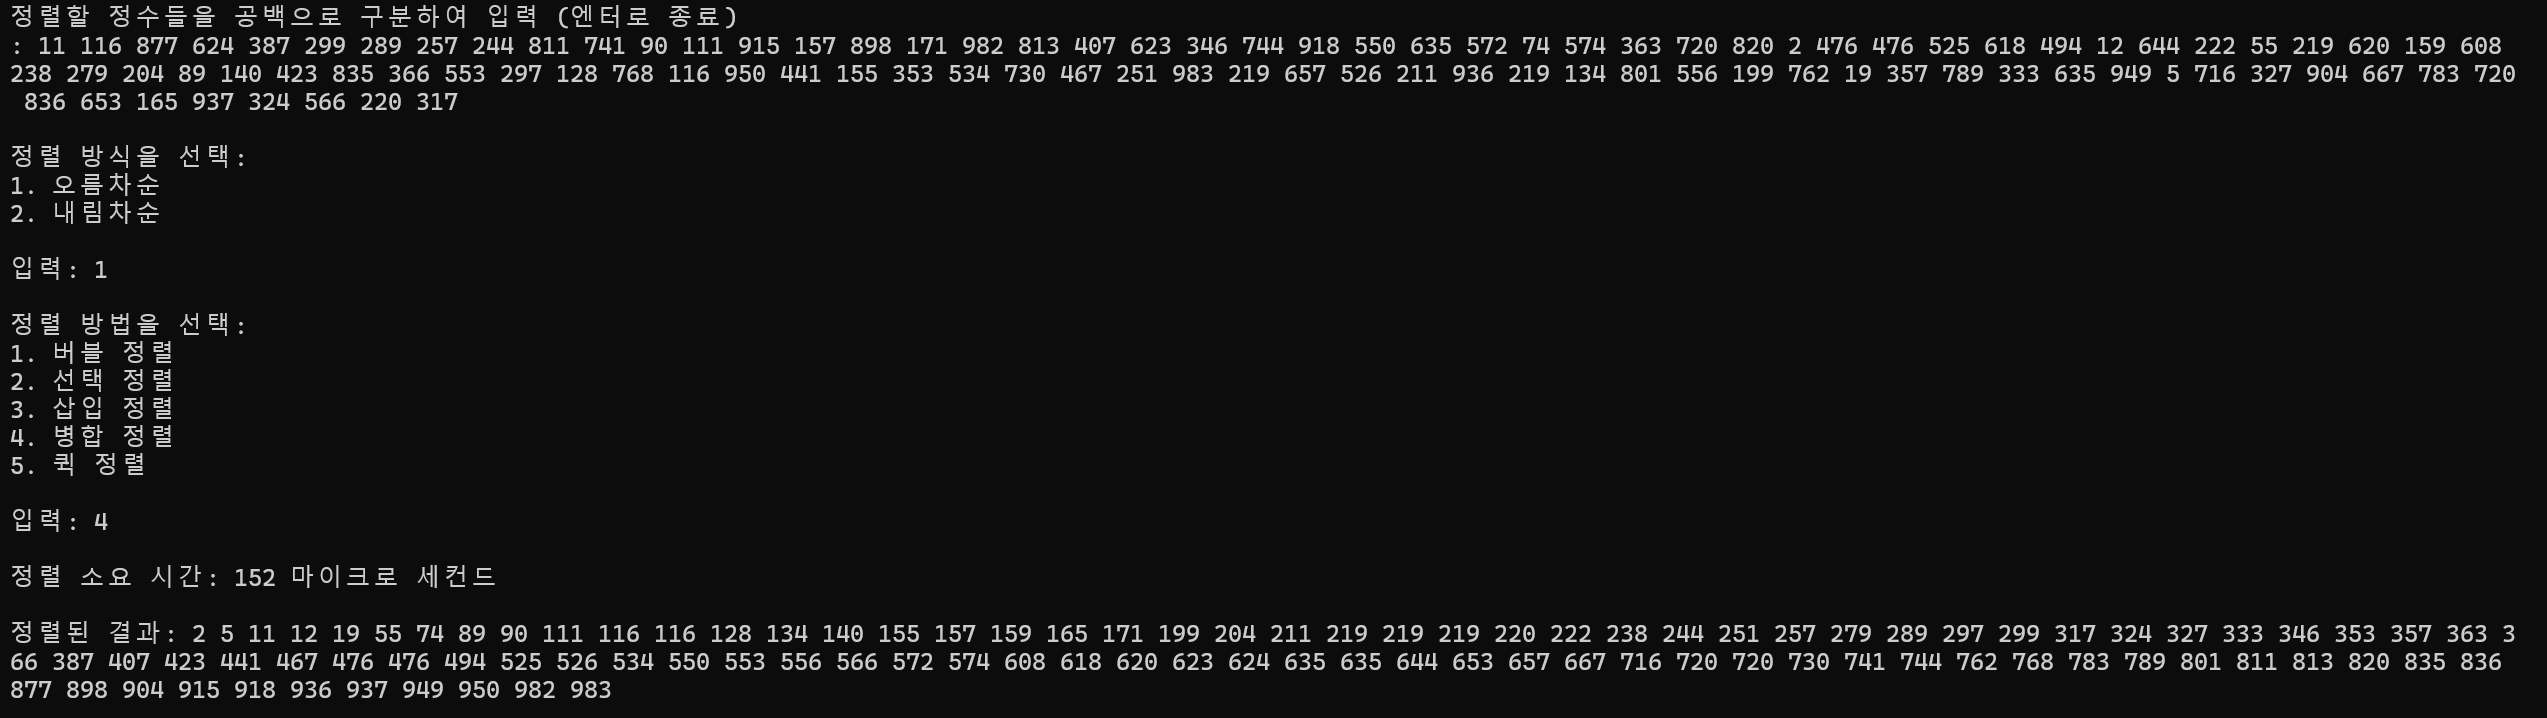 정렬할 정수들을 공백으로 구분하여 입력 (엔터로 종료)
: 11 116 877 624 387 299 289 257 244 811 741 90 111 915 157 898 171 982 813 407 623 346 744 918 550 635 572 74 574 363 720 820 2 476 476 525 618 494 12 644 222 55 219 620 159 608
238 279 204 89 140 423 835 366 553 297 128 768 116 950 441 155 353 534 730 467 251 983 219 657 526 211 936 219 134 801 556 199 762 19 357 789 333 635 949 5 716 327 904 667 783 720
836 653 165 937 324 566 220 317
정렬 방식을 선택:
1. 오름차순
2. 내림차순
입력: 1
정렬 방법을 선택:
1. 버블 정렬
2. 선택 정렬
3. 삽입 정렬
4. 병합 정렬
5. 퀵 정렬
입력: 4
정렬 소요 시간: 152 마이크로 세컨드
정렬된 결과: 2 5 11 12 19 55 74 89 90 111 116 116 128 134 140 155 157 159 165 171 199 204 211 219 219 219 220 222 238 244 251 257 279 289 297 299 317 324 327 333 346 353 357 363 3
66 387 407 423 441 467 476 476 494 525 526 534 550 553 556 566 572 574 608 618 620 623 624 635 635 644 653 657 667 716 720 720 730 741 744 762 768 783 789 801 811 813 820 835 836
877 898 904 915 918 936 937 949 950 982 983